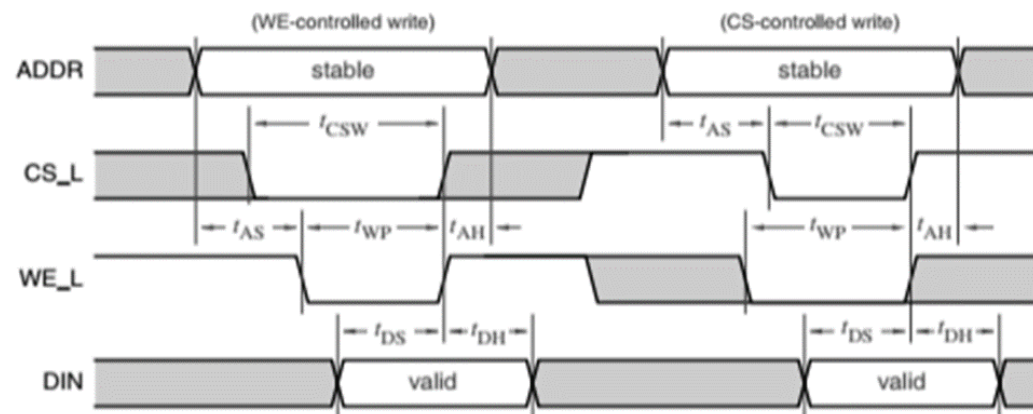 (WE-controlled write) (CS-controlled write)
ADDR stable stable
tCSW tAS tCSW
CS_L
tAS tWP tAH tWP tAH
WE_L
tDS tDH tDS tDH
DIN valid valid